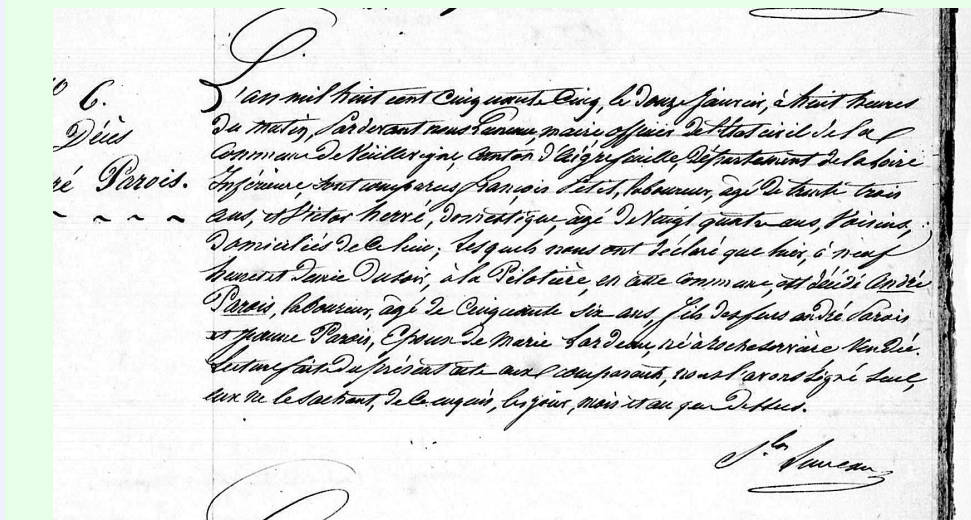 6.
Décès
ré Parois.
L'an mil huit cent cinquante cinq, le douze Janvier, à huit heures
du matin, Pardevant nous maire officier de l'État civil de la
Commune de Vieillevigne, canton d'Aigrefeuille, Département de la Loire
Inférieure sont comparus françois Petit, laboureur, âgé de trente trois
ans, et Victor hervé, domestique, âgé de Vingt quatre ans, Voisins,
domiciliés de ce lieu; lesquels nous ont déclaré que hier, à neuf
heures et demie du soir, à la Pilotière, en cette commune, est décédé André
Parois, laboureur, âgé de Cinquante six ans, fils des feus andré Parois
et jeanne Parois, Epoux de Marie Lardeau, né à rocheservière Vendée.
Lecture faite du présent acte aux comparants, nous l'avons signé seul,
eux ne le sachant, de ce enquis, les jour, mois et an que dessus.